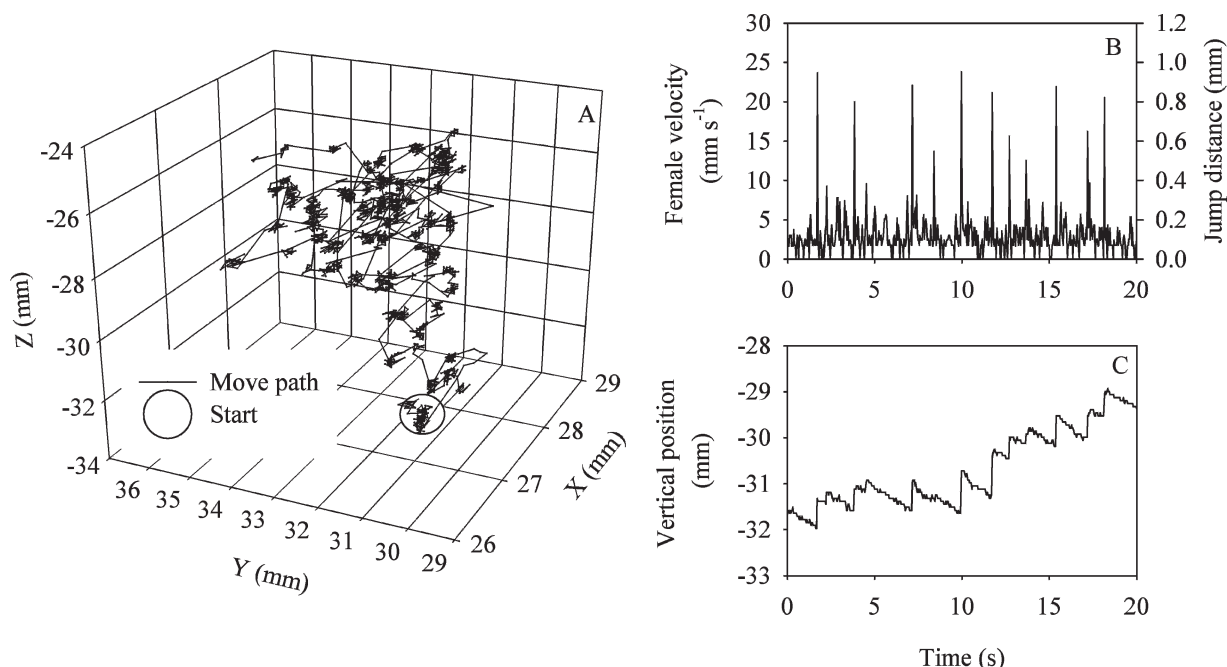 A
-24
-26
-28
-30
-32
-34
Z (mm)
Move path
Start
36
35
34
33
32
31
30
29
Y (mm)
26
27
28
29
X (mm)
B
30
25
20
15
10
5
0
Female velocity
(mm s⁻¹)
1.2
1.0
0.8
0.6
0.4
0.2
0.0
Jump distance (mm)
0 5 10 15 20
C
-28
-29
-30
-31
-32
-33
Vertical position
(mm)
0 5 10 15 20
Time (s)